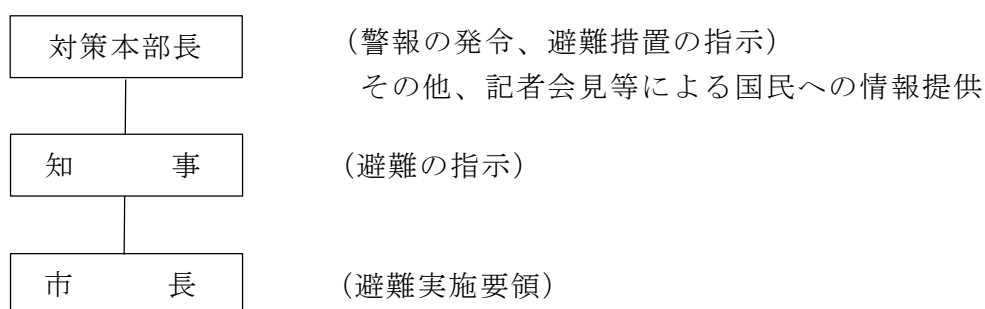 対策本部長 （警報の発令、避難措置の指示）
その他、記者会見等による国民への情報提供
知　　事 （避難の指示）
市　　長 （避難実施要領）